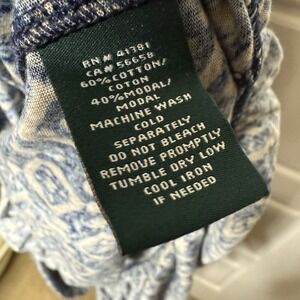 RN# 41381
CA# 56658
60% COTTON/
COTON
40% MODAL/
MODAL
MACHINE WASH
COLD
SEPARATELY
DO NOT BLEACH
REMOVE PROMPTLY
TUMBLE DRY LOW
COOL IRON
IF NEEDED